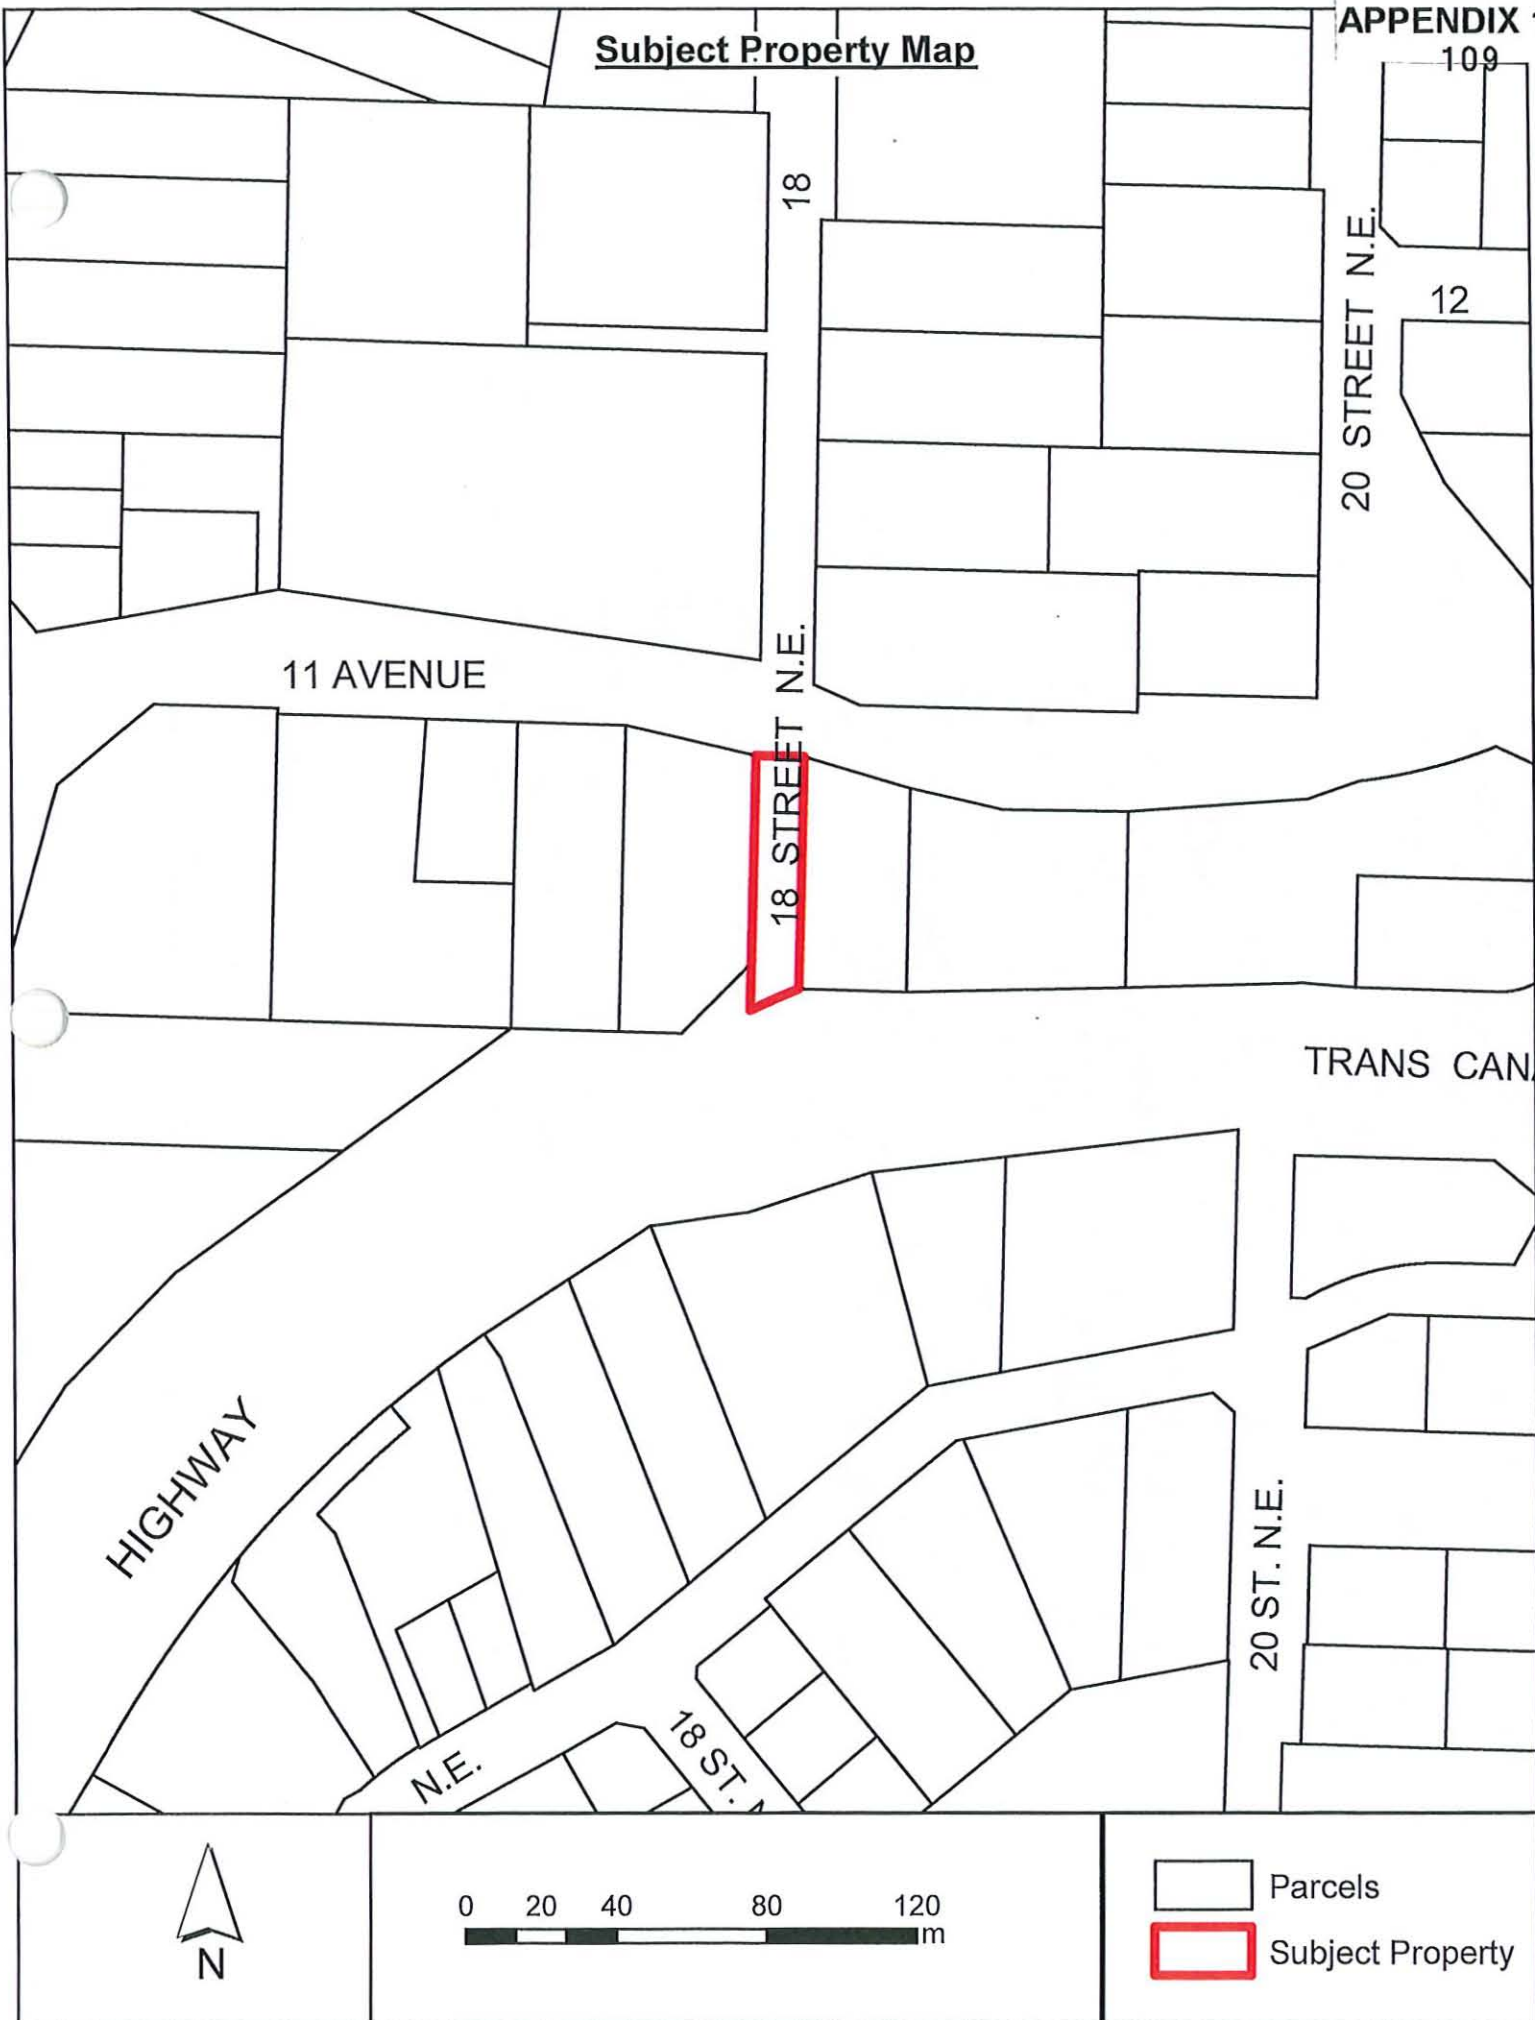 APPENDIX
109
Subject Property Map
18
20 STREET N.E.
12
11 AVENUE
18 STREET N.E.
TRANS CANA
HIGHWAY
20 ST. N.E.
N.E.
18 ST.
0 20 40 80 120
m
N
Parcels
Subject Property